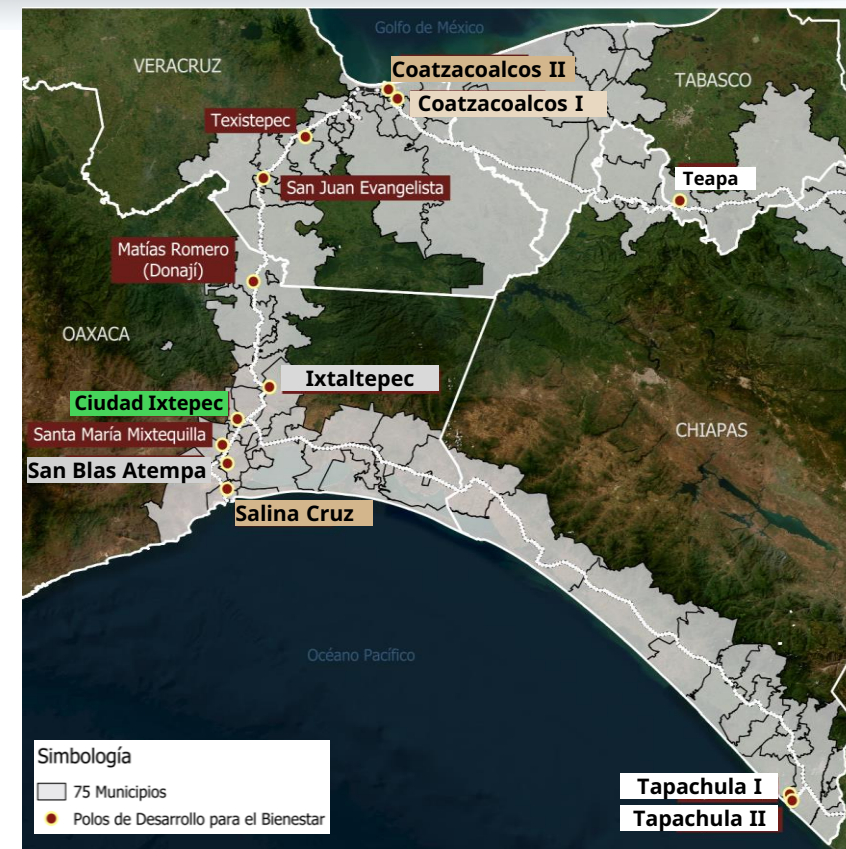 Golfo de México
VERACRUZ
Coatzacoalcos II
TABASCO
Coatzacoalcos I
Texistepec
San Juan Evangelista
Teapa
Matías Romero
(Donají)
OAXACA
Ixtaltepec
Ciudad Ixtepec
Santa María Mixtequilla
CHIAPAS
San Blas Atempa
Salina Cruz
Océano Pacífico
Simbología
75 Municipios
Polos de Desarrollo para el Bienestar
Tapachula I
Tapachula II